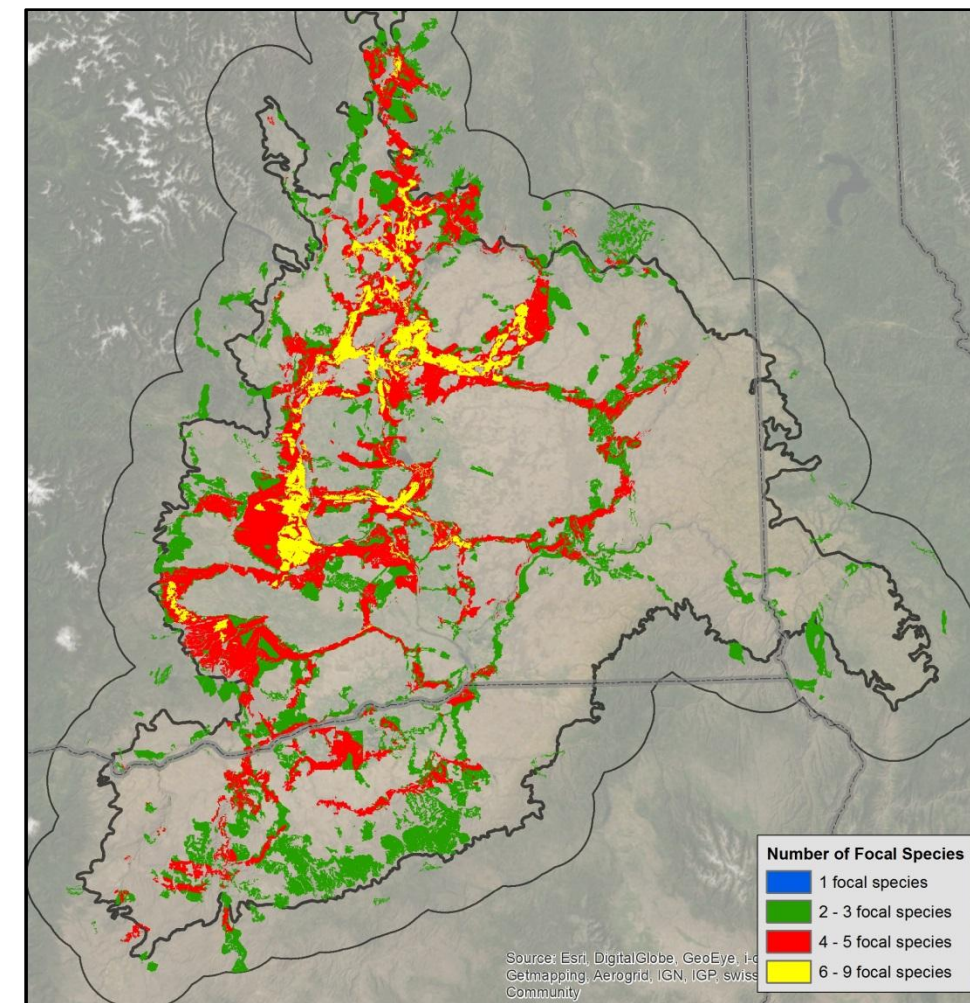 Number of Focal Species
1 focal species
2 - 3 focal species
4 - 5 focal species
6 - 9 focal species
Source: Esri, DigitalGlobe, GeoEye, i-c
Getmapping, Aerogrid, IGN, IGP, swiss
Community